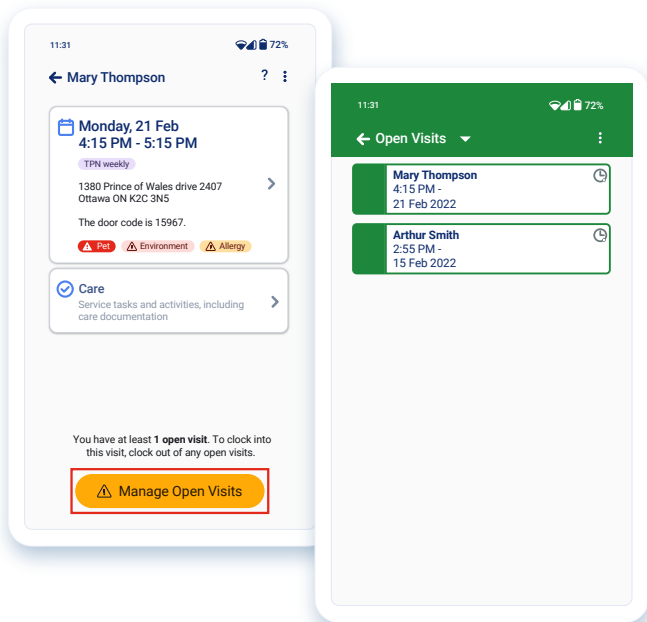 11:31
72%
Mary Thompson
?
Monday, 21 Feb
4:15 PM - 5:15 PM
TPN weekly
1380 Prince of Wales drive 2407
Ottawa ON K2C 3N5
The door code is 15967.
Pet
Environment
Allergy
Care
Service tasks and activities, including
care documentation
You have at least 1 open visit. To clock into
this visit, clock out of any open visits.
Manage Open Visits
11:31
72%
Open Visits
Mary Thompson
4:15 PM -
21 Feb 2022
Arthur Smith
2:55 PM -
15 Feb 2022